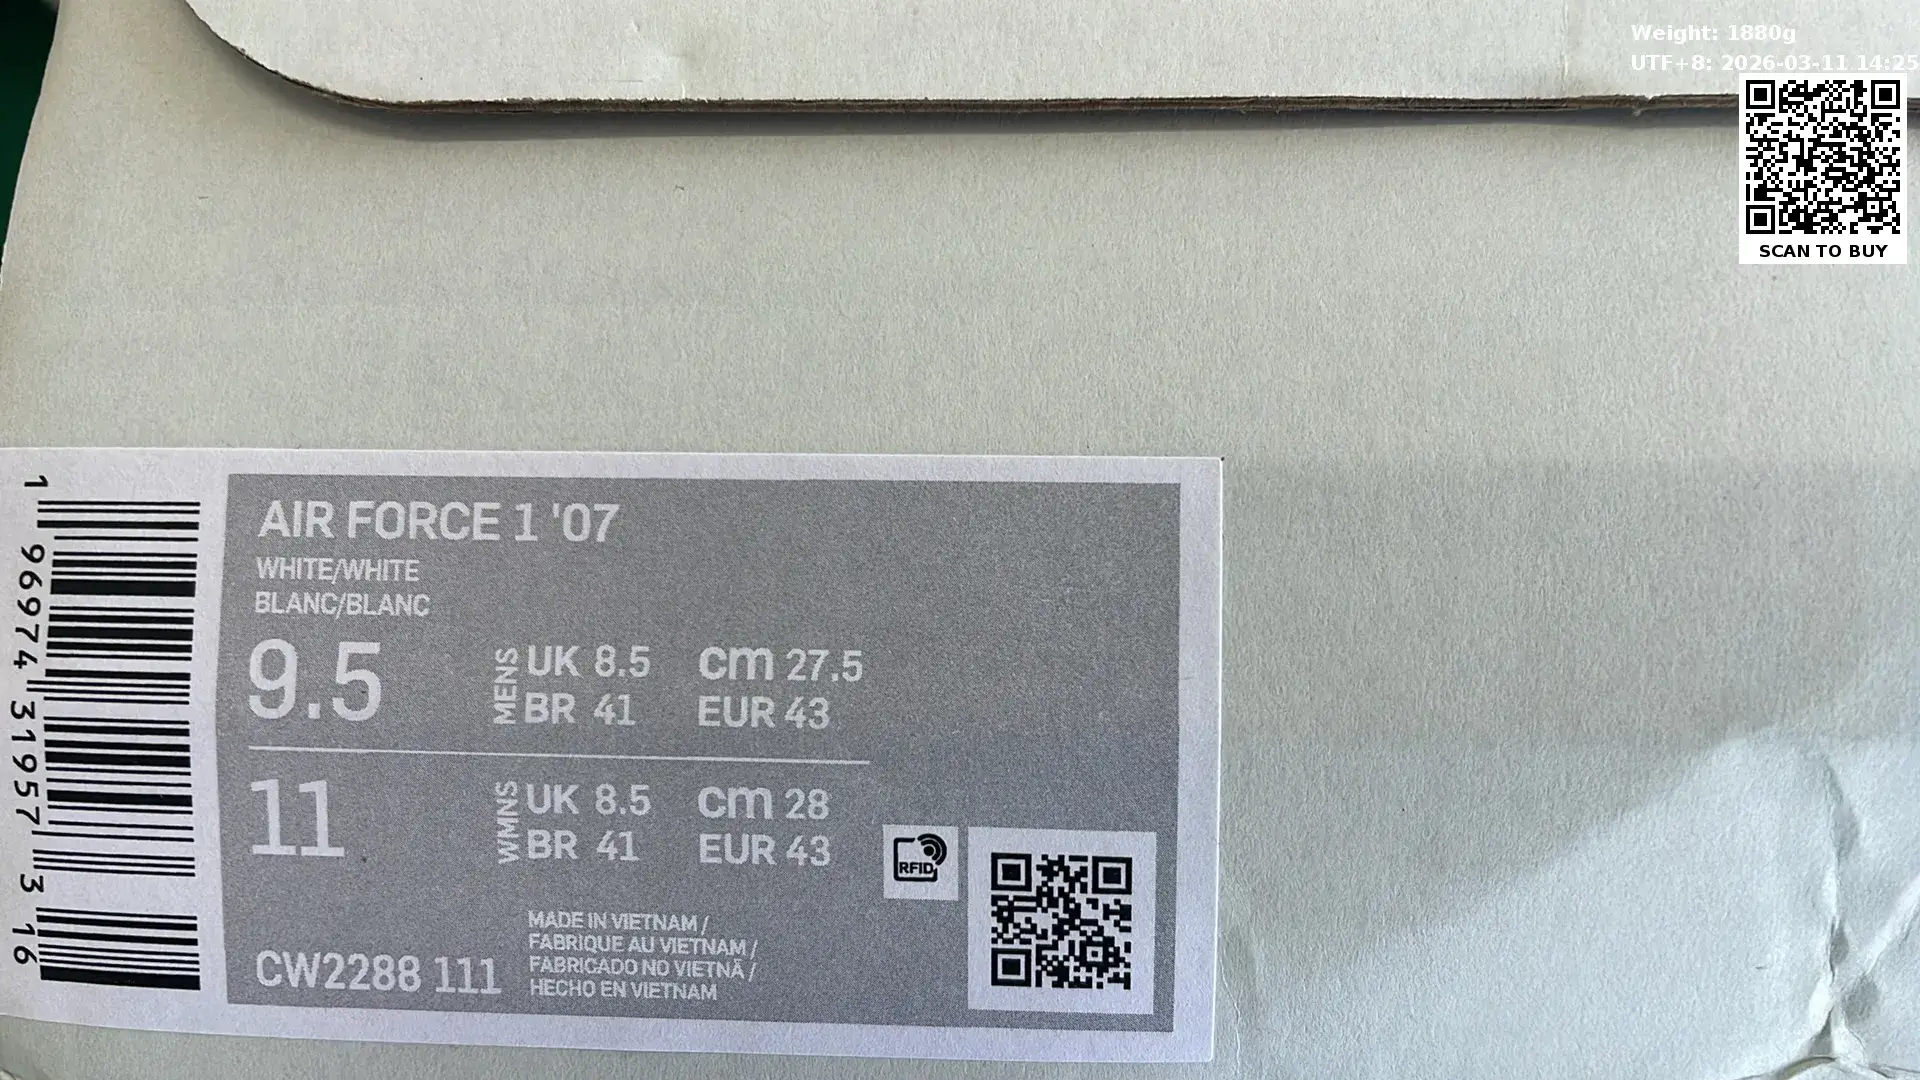 Weight: 1880g
UTF+8: 2026-03-11 14:25
SCAN TO BUY
1 96974 31957 3 16
AIR FORCE 1 '07
WHITE/WHITE
BLANC/BLANC
9.5 MENS UK 8.5 cm 27.5
BR 41 EUR 43
11 WMNS UK 8.5 cm 28
BR 41 EUR 43
RFID
CW2288 111
MADE IN VIETNAM /
FABRIQUE AU VIETNAM /
FABRICADO NO VIETNÃ /
HECHO EN VIETNAM